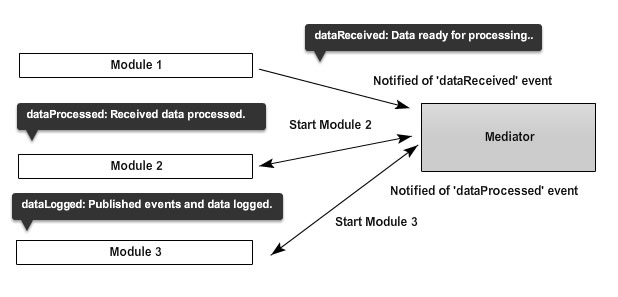 dataReceived: Data ready for processing..
Module 1
Notified of 'dataReceived' event
dataProcessed: Received data processed.
Start Module 2
Mediator
Module 2
Notified of 'dataProcessed' event
dataLogged: Published events and data logged.
Start Module 3
Module 3